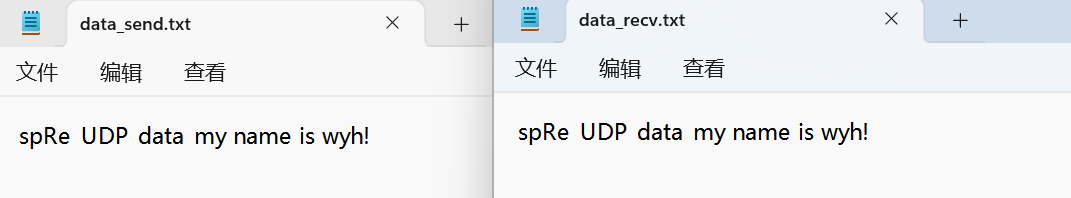 data_send.txt
文件 编辑 查看
spRe UDP data my name is wyh!
data_recv.txt
文件 编辑 查看
spRe UDP data my name is wyh!